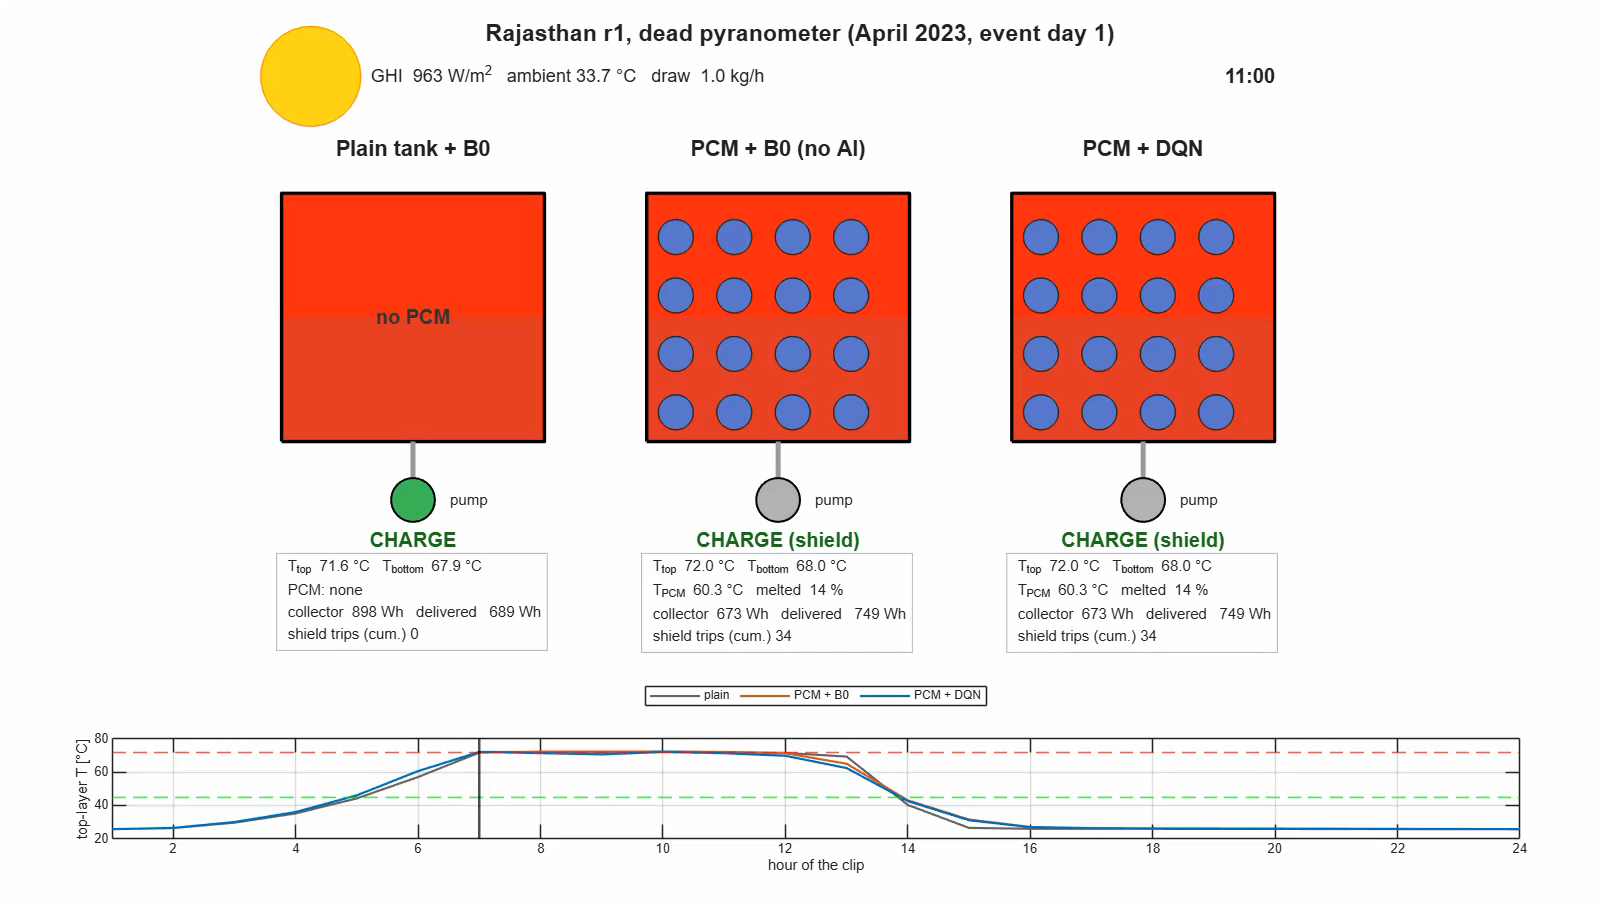 Rajasthan r1, dead pyranometer (April 2023, event day 1)
GHI 963 W/m2 ambient 33.7 °C draw 1.0 kg/h
11:00
Plain tank + B0
PCM + B0 (no AI)
PCM + DQN
no PCM
pump
pump
pump
CHARGE
Ttop 71.6 °C Tbottom 67.9 °C
PCM: none
collector 898 Wh delivered 689 Wh
shield trips (cum.) 0
CHARGE (shield)
Ttop 72.0 °C Tbottom 68.0 °C
TPCM 60.3 °C melted 14 %
collector 673 Wh delivered 749 Wh
shield trips (cum.) 34
CHARGE (shield)
Ttop 72.0 °C Tbottom 68.0 °C
TPCM 60.3 °C melted 14 %
collector 673 Wh delivered 749 Wh
shield trips (cum.) 34
plain PCM + B0 PCM + DQN
top-layer T [°C]
80
60
40
20
2 4 6 8 10 12 14 16 18 20 22 24
hour of the clip